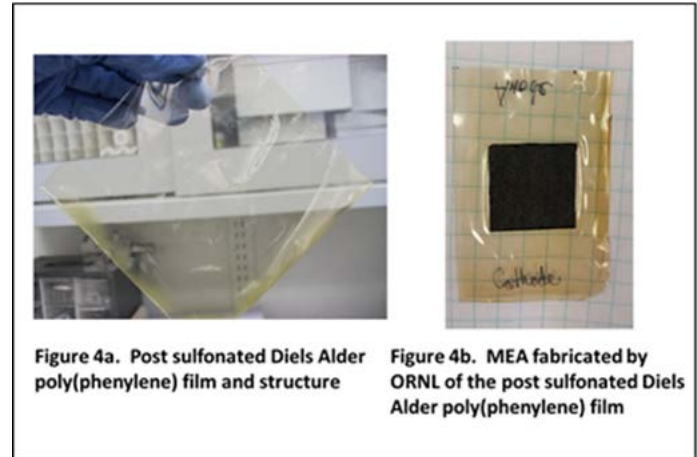 Anode
Cathode
Figure 4a. Post sulfonated Diels Alder
poly(phenylene) film and structure
Figure 4b. MEA fabricated by
ORNL of the post sulfonated Diels
Alder poly(phenylene) film